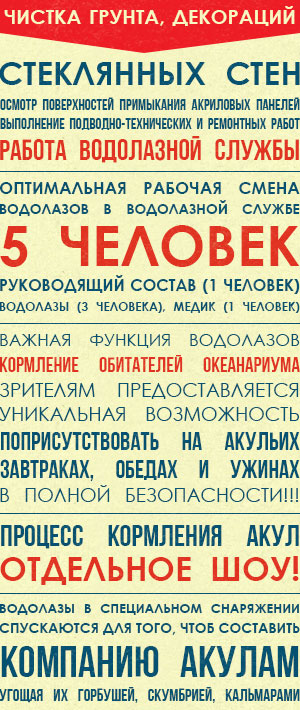 ЧИСТКА ГРУНТА, ДЕКОРАЦИЙ
СТЕКЛЯННЫХ СТЕН
ОСМОТР ПОВЕРХНОСТЕЙ ПРИМЫКАНИЯ АКРИЛОВЫХ ПАНЕЛЕЙ
ВЫПОЛНЕНИЕ ПОДВОДНО-ТЕХНИЧЕСКИХ И РЕМОНТНЫХ РАБОТ
РАБОТА ВОДОЛАЗНОЙ СЛУЖБЫ
ОПТИМАЛЬНАЯ РАБОЧАЯ СМЕНА
ВОДОЛАЗОВ В ВОДОЛАЗНОЙ СЛУЖБЕ
5 ЧЕЛОВЕК
РУКОВОДЯЩИЙ СОСТАВ (1 ЧЕЛОВЕК)
ВОДОЛАЗЫ (3 ЧЕЛОВЕКА), МЕДИК (1 ЧЕЛОВЕК)
ВАЖНАЯ ФУНКЦИЯ ВОДОЛАЗОВ
КОРМЛЕНИЕ ОБИТАТЕЛЕЙ ОКЕАНАРИУМА
ЗРИТЕЛЯМ ПРЕДОСТАВЛЯЕТСЯ
УНИКАЛЬНАЯ ВОЗМОЖНОСТЬ
ПОПРИСУТСТВОВАТЬ НА АКУЛЬИХ
ЗАВТРАКАХ, ОБЕДАХ И УЖИНАХ
В ПОЛНОЙ БЕЗОПАСНОСТИ!!!
ПРОЦЕСС КОРМЛЕНИЯ АКУЛ
ОТДЕЛЬНОЕ ШОУ!
ВОДОЛАЗЫ В СПЕЦИАЛЬНОМ СНАРЯЖЕНИИ
СПУСКАЮТСЯ ДЛЯ ТОГО, ЧТОБ СОСТАВИТЬ
КОМПАНИЮ АКУЛАМ
УГОЩАЯ ИХ ГОРБУШЕЙ, СКУМБРИЕЙ, КАЛЬМАРАМИ